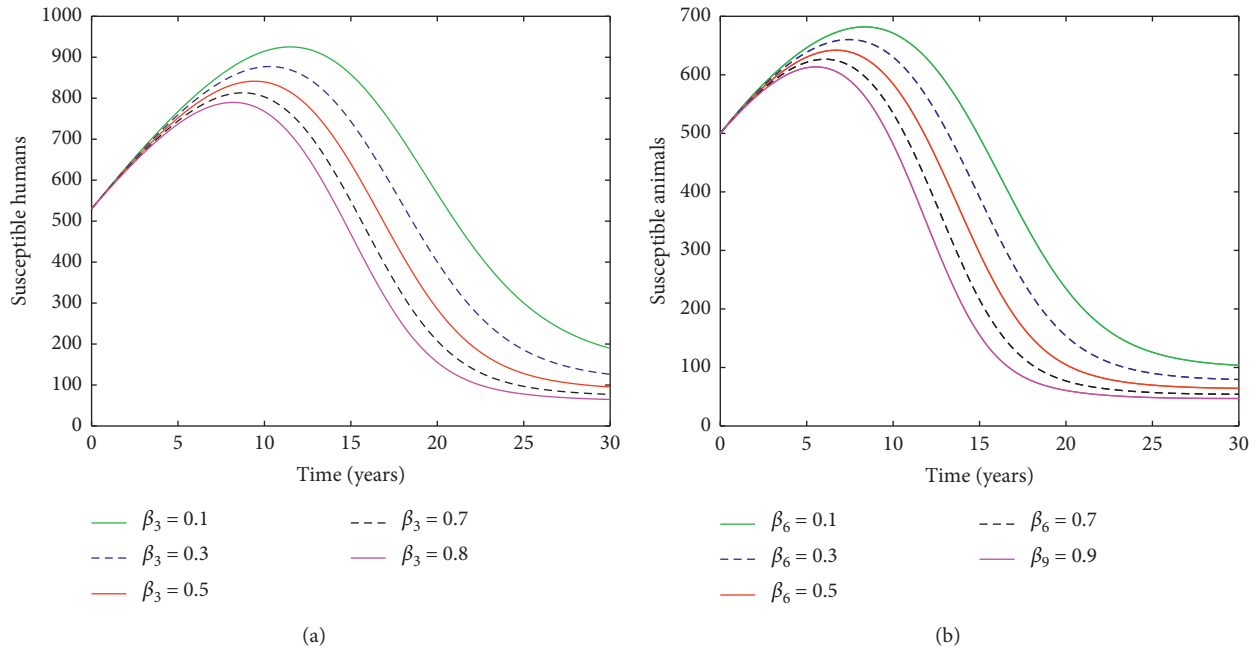 1000
900
800
700
600
500
400
300
200
100
0
Susceptible humans
0 5 10 15 20 25 30
Time (years)
β3 = 0.1
β3 = 0.3
β3 = 0.5
β3 = 0.7
β3 = 0.8
(a)
700
600
500
400
300
200
100
0
Susceptible animals
0 5 10 15 20 25 30
Time (years)
β6 = 0.1
β6 = 0.3
β6 = 0.5
β6 = 0.7
β9 = 0.9
(b)